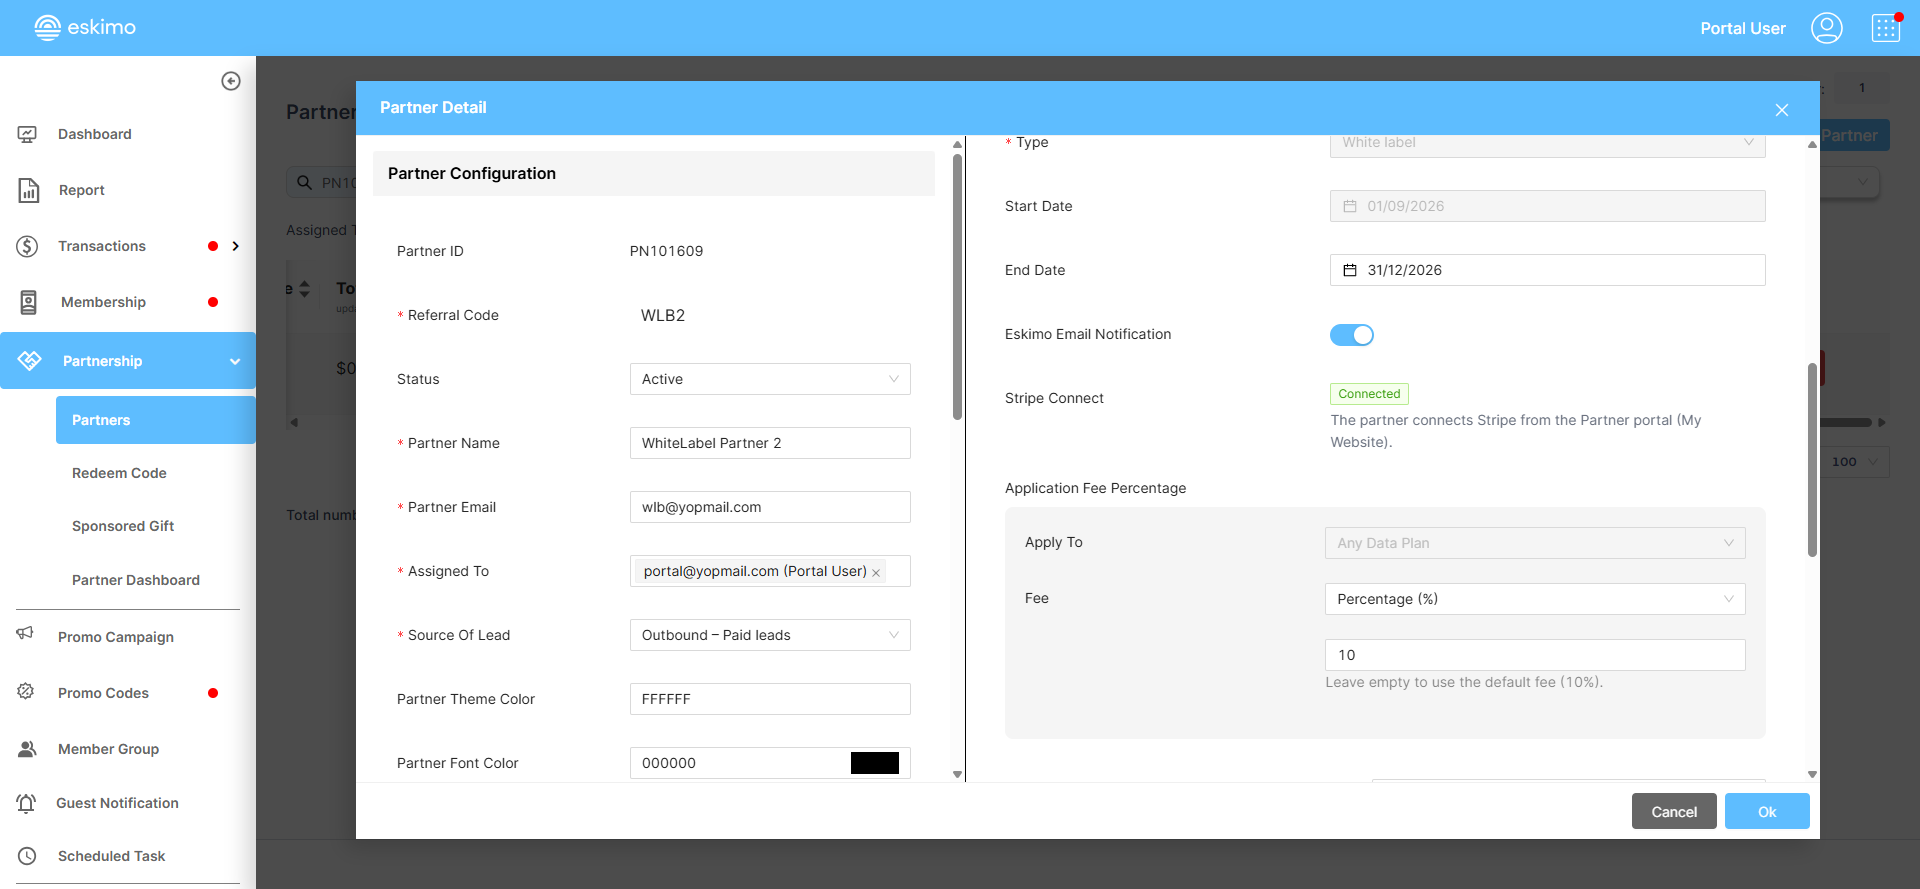 eskimo
Portal User
Dashboard
Report
Transactions
Membership
Partnership
Partners
Redeem Code
Sponsored Gift
Partner Dashboard
Promo Campaign
Promo Codes
Member Group
Guest Notification
Scheduled Task
Partner
1
Partner
PN10
Assigned T
e
To
upda
$0
100
Total numb
Partner Detail
Partner Configuration
Partner ID
PN101609
* Referral Code
WLB2
Status
Active
* Partner Name
WhiteLabel Partner 2
* Partner Email
wlb@yopmail.com
* Assigned To
portal@yopmail.com (Portal User)
* Source Of Lead
Outbound – Paid leads
Partner Theme Color
FFFFFF
Partner Font Color
000000
* Type
White label
Start Date
01/09/2026
End Date
31/12/2026
Eskimo Email Notification
Stripe Connect
Connected
The partner connects Stripe from the Partner portal (My
Website).
Application Fee Percentage
Apply To
Any Data Plan
Fee
Percentage (%)
10
Leave empty to use the default fee (10%).
Cancel
Ok